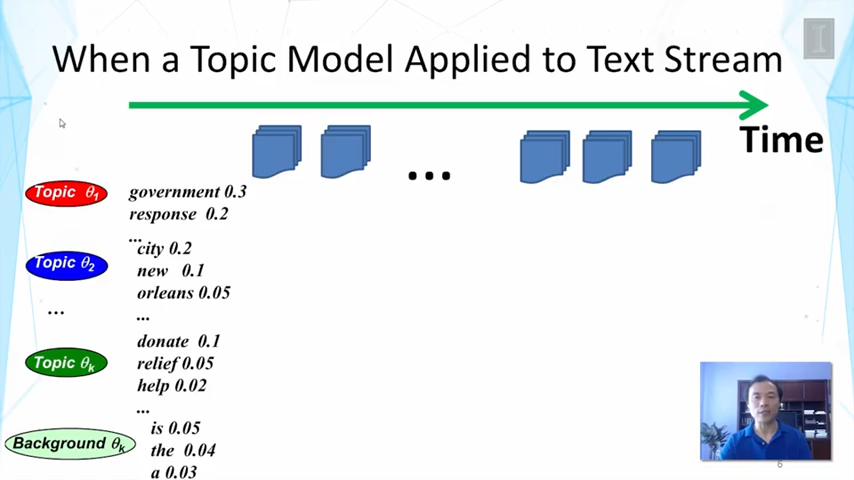 When a Topic Model Applied to Text Stream
Time
...
Topic θ1
government 0.3
response 0.2
...
Topic θ2
city 0.2
new 0.1
orleans 0.05
...
...
Topic θk
donate 0.1
relief 0.05
help 0.02
...
Background θk
is 0.05
the 0.04
a 0.03
6
I